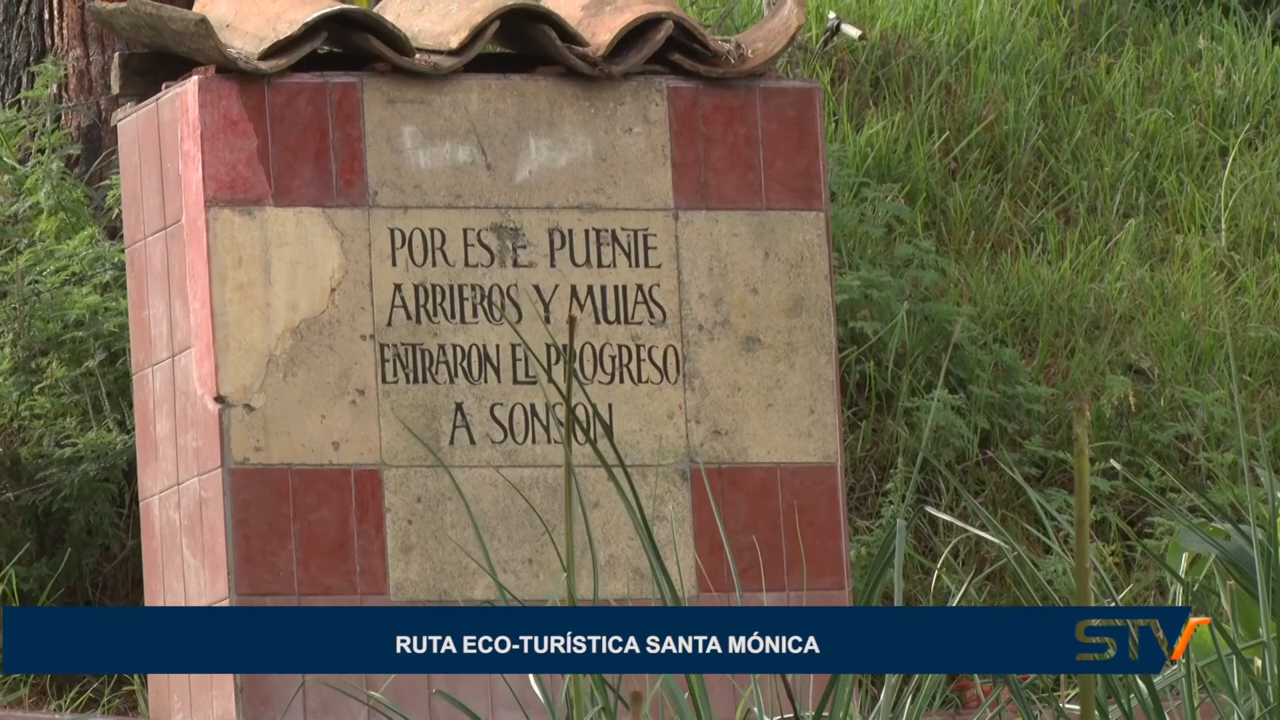 POR ESTE PUENTE
ARRIEROS Y MULAS
ENTRARON EL PROGRESO
A SONSON
RUTA ECO-TURÍSTICA SANTA MÓNICA
STV